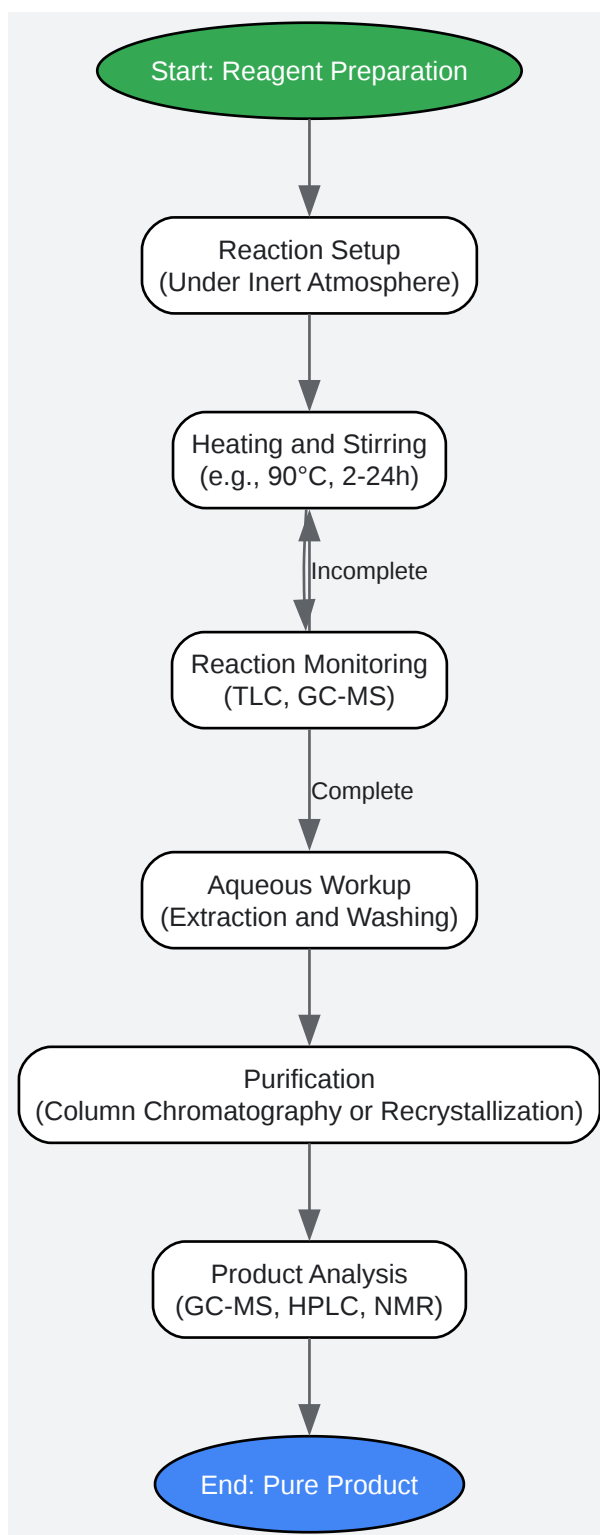 Start: Reagent Preparation
Reaction Setup
(Under Inert Atmosphere)
Heating and Stirring
(e.g., 90°C, 2-24h)
Incomplete
Reaction Monitoring
(TLC, GC-MS)
Complete
Aqueous Workup
(Extraction and Washing)
Purification
(Column Chromatography or Recrystallization)
Product Analysis
(GC-MS, HPLC, NMR)
End: Pure Product